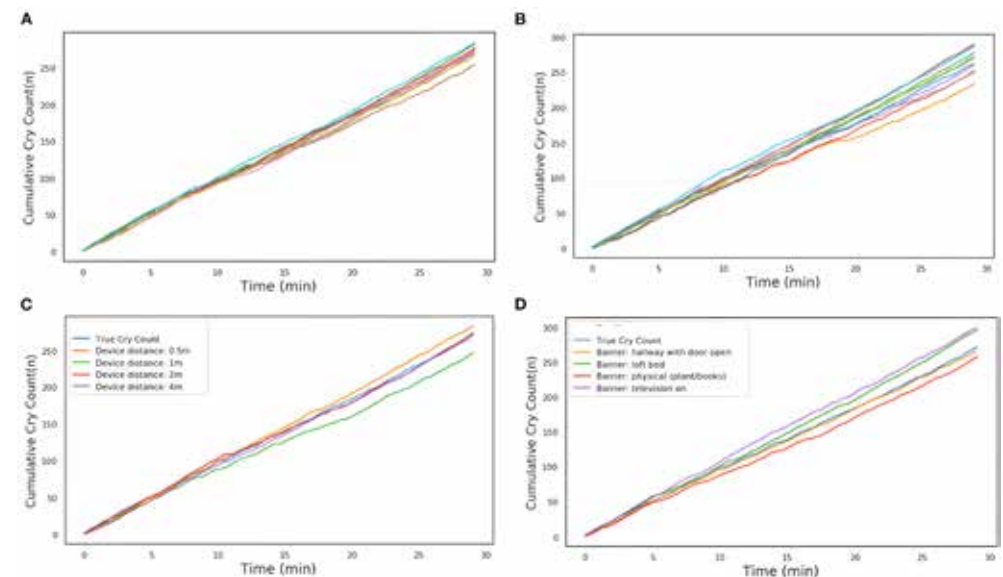 A
Cumulative Cry Count(n)
250
200
150
100
50
0
0 5 10 15 20 25 30
Time (min)
B
Cumulative Cry Count(n)
300
250
200
150
100
50
0
0 5 10 15 20 25 30
Time (min)
C
Cumulative Cry Count(n)
250
200
150
100
50
0
True Cry Count
Device distance: 0.5m
Device distance: 1m
Device distance: 2m
Device distance: 4m
0 5 10 15 20 25 30
Time (min)
D
Cumulative Cry Count(n)
300
250
200
150
100
50
0
True Cry Count
Banner: hallway with door open
Banner: loft bed
Banner: physical (plant/books)
Banner: television on
0 5 10 15 20 25 30
Time (min)